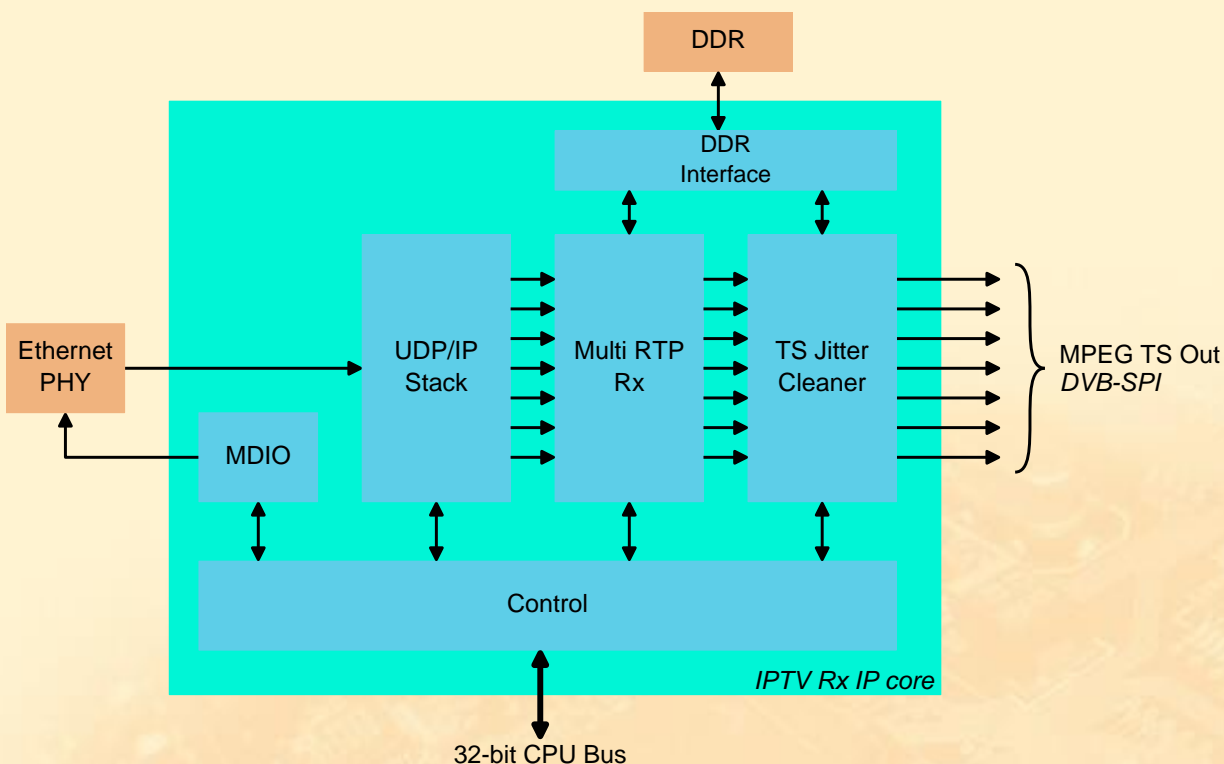 DDR
DDR
Interface
Ethernet
PHY
UDP/IP
Stack
Multi RTP
Rx
TS Jitter
Cleaner
MPEG TS Out
DVB-SPI
MDIO
Control
IPTV Rx IP core
32-bit CPU Bus